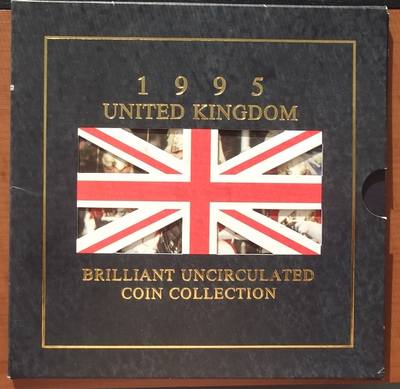 1995
UNITED KINGDOM
BRILLIANT UNCIRCULATED
COIN COLLECTION